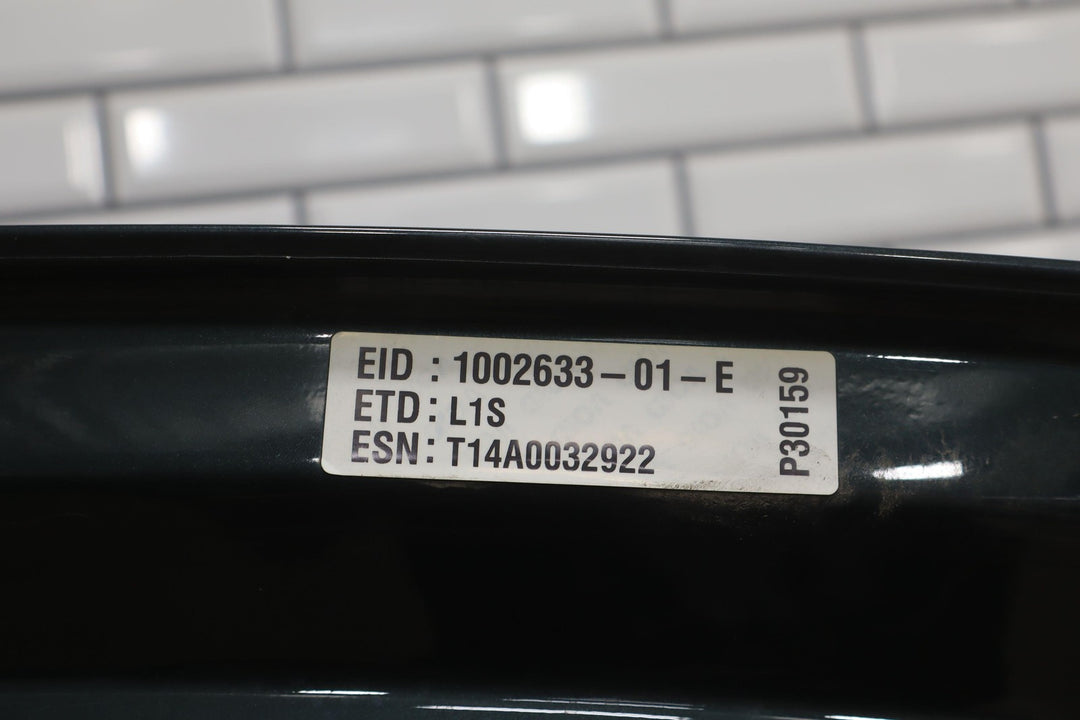 EID : 1002633-01-E
ETD : L1S
ESN : T14A0032922
P30159